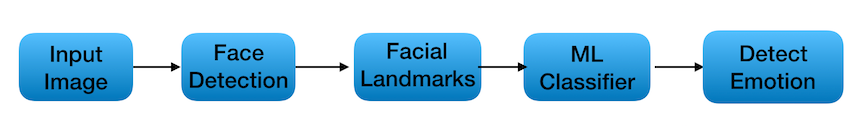 Input
Image
Face
Detection
Facial
Landmarks
ML
Classifier
Detect
Emotion